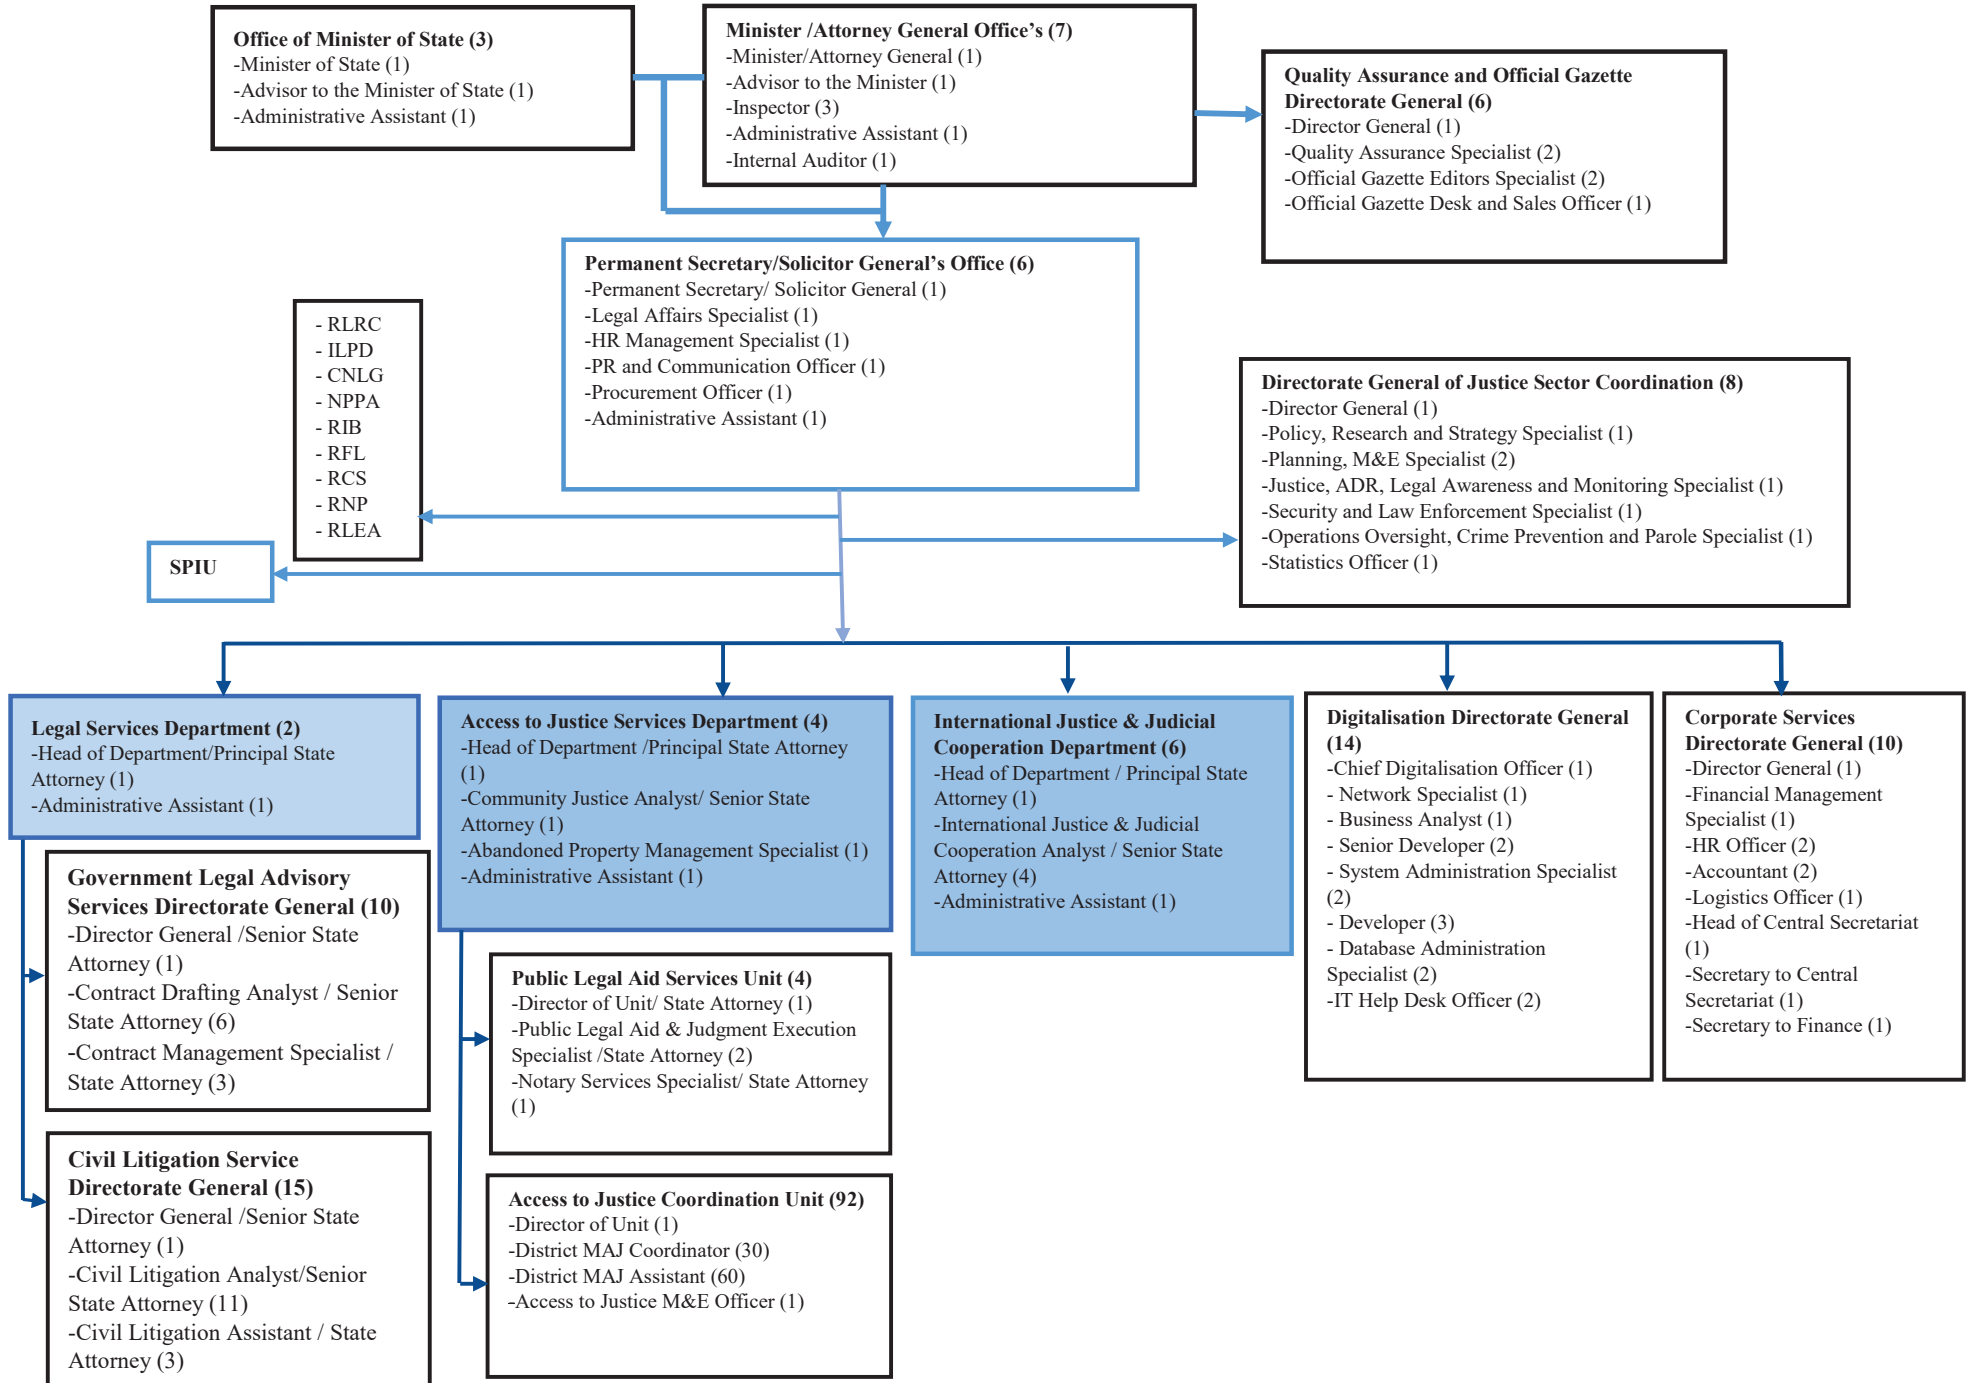 Office of Minister of State (3)
-Minister of State (1)
-Advisor to the Minister of State (1)
-Administrative Assistant (1)
Minister /Attorney General Office’s (7)
-Minister/Attorney General (1)
-Advisor to the Minister (1)
-Inspector (3)
-Administrative Assistant (1)
-Internal Auditor (1)
Quality Assurance and Official Gazette
Directorate General (6)
-Director General (1)
-Quality Assurance Specialist (2)
-Official Gazette Editors Specialist (2)
-Official Gazette Desk and Sales Officer (1)
Permanent Secretary/Solicitor General’s Office (6)
-Permanent Secretary/ Solicitor General (1)
-Legal Affairs Specialist (1)
-HR Management Specialist (1)
-PR and Communication Officer (1)
-Procurement Officer (1)
-Administrative Assistant (1)
- RLRC
- ILPD
- CNLG
- NPPA
- RIB
- RFL
- RCS
- RNP
- RLEA
Directorate General of Justice Sector Coordination (8)
-Director General (1)
-Policy, Research and Strategy Specialist (1)
-Planning, M&E Specialist (2)
-Justice, ADR, Legal Awareness and Monitoring Specialist (1)
-Security and Law Enforcement Specialist (1)
-Operations Oversight, Crime Prevention and Parole Specialist (1)
-Statistics Officer (1)
SPIU
Legal Services Department (2)
-Head of Department/Principal State
Attorney (1)
-Administrative Assistant (1)
Government Legal Advisory
Services Directorate General (10)
-Director General /Senior State
Attorney (1)
-Contract Drafting Analyst / Senior
State Attorney (6)
-Contract Management Specialist /
State Attorney (3)
Civil Litigation Service
Directorate General (15)
-Director General /Senior State
Attorney (1)
-Civil Litigation Analyst/Senior
State Attorney (11)
-Civil Litigation Assistant / State
Attorney (3)
Access to Justice Services Department (4)
-Head of Department /Principal State Attorney
(1)
-Community Justice Analyst/ Senior State
Attorney (1)
-Abandoned Property Management Specialist (1)
-Administrative Assistant (1)
Public Legal Aid Services Unit (4)
-Director of Unit/ State Attorney (1)
-Public Legal Aid & Judgment Execution
Specialist /State Attorney (2)
-Notary Services Specialist/ State Attorney
(1)
Access to Justice Coordination Unit (92)
-Director of Unit (1)
-District MAJ Coordinator (30)
-District MAJ Assistant (60)
-Access to Justice M&E Officer (1)
International Justice & Judicial
Cooperation Department (6)
-Head of Department / Principal State
Attorney (1)
-International Justice & Judicial
Cooperation Analyst / Senior State
Attorney (4)
-Administrative Assistant (1)
Digitalisation Directorate General
(14)
-Chief Digitalisation Officer (1)
- Network Specialist (1)
- Business Analyst (1)
- Senior Developer (2)
- System Administration Specialist
(2)
- Developer (3)
- Database Administration
Specialist (2)
-IT Help Desk Officer (2)
Corporate Services
Directorate General (10)
-Director General (1)
-Financial Management
Specialist (1)
-HR Officer (2)
-Accountant (2)
-Logistics Officer (1)
-Head of Central Secretariat
(1)
-Secretary to Central
Secretariat (1)
-Secretary to Finance (1)